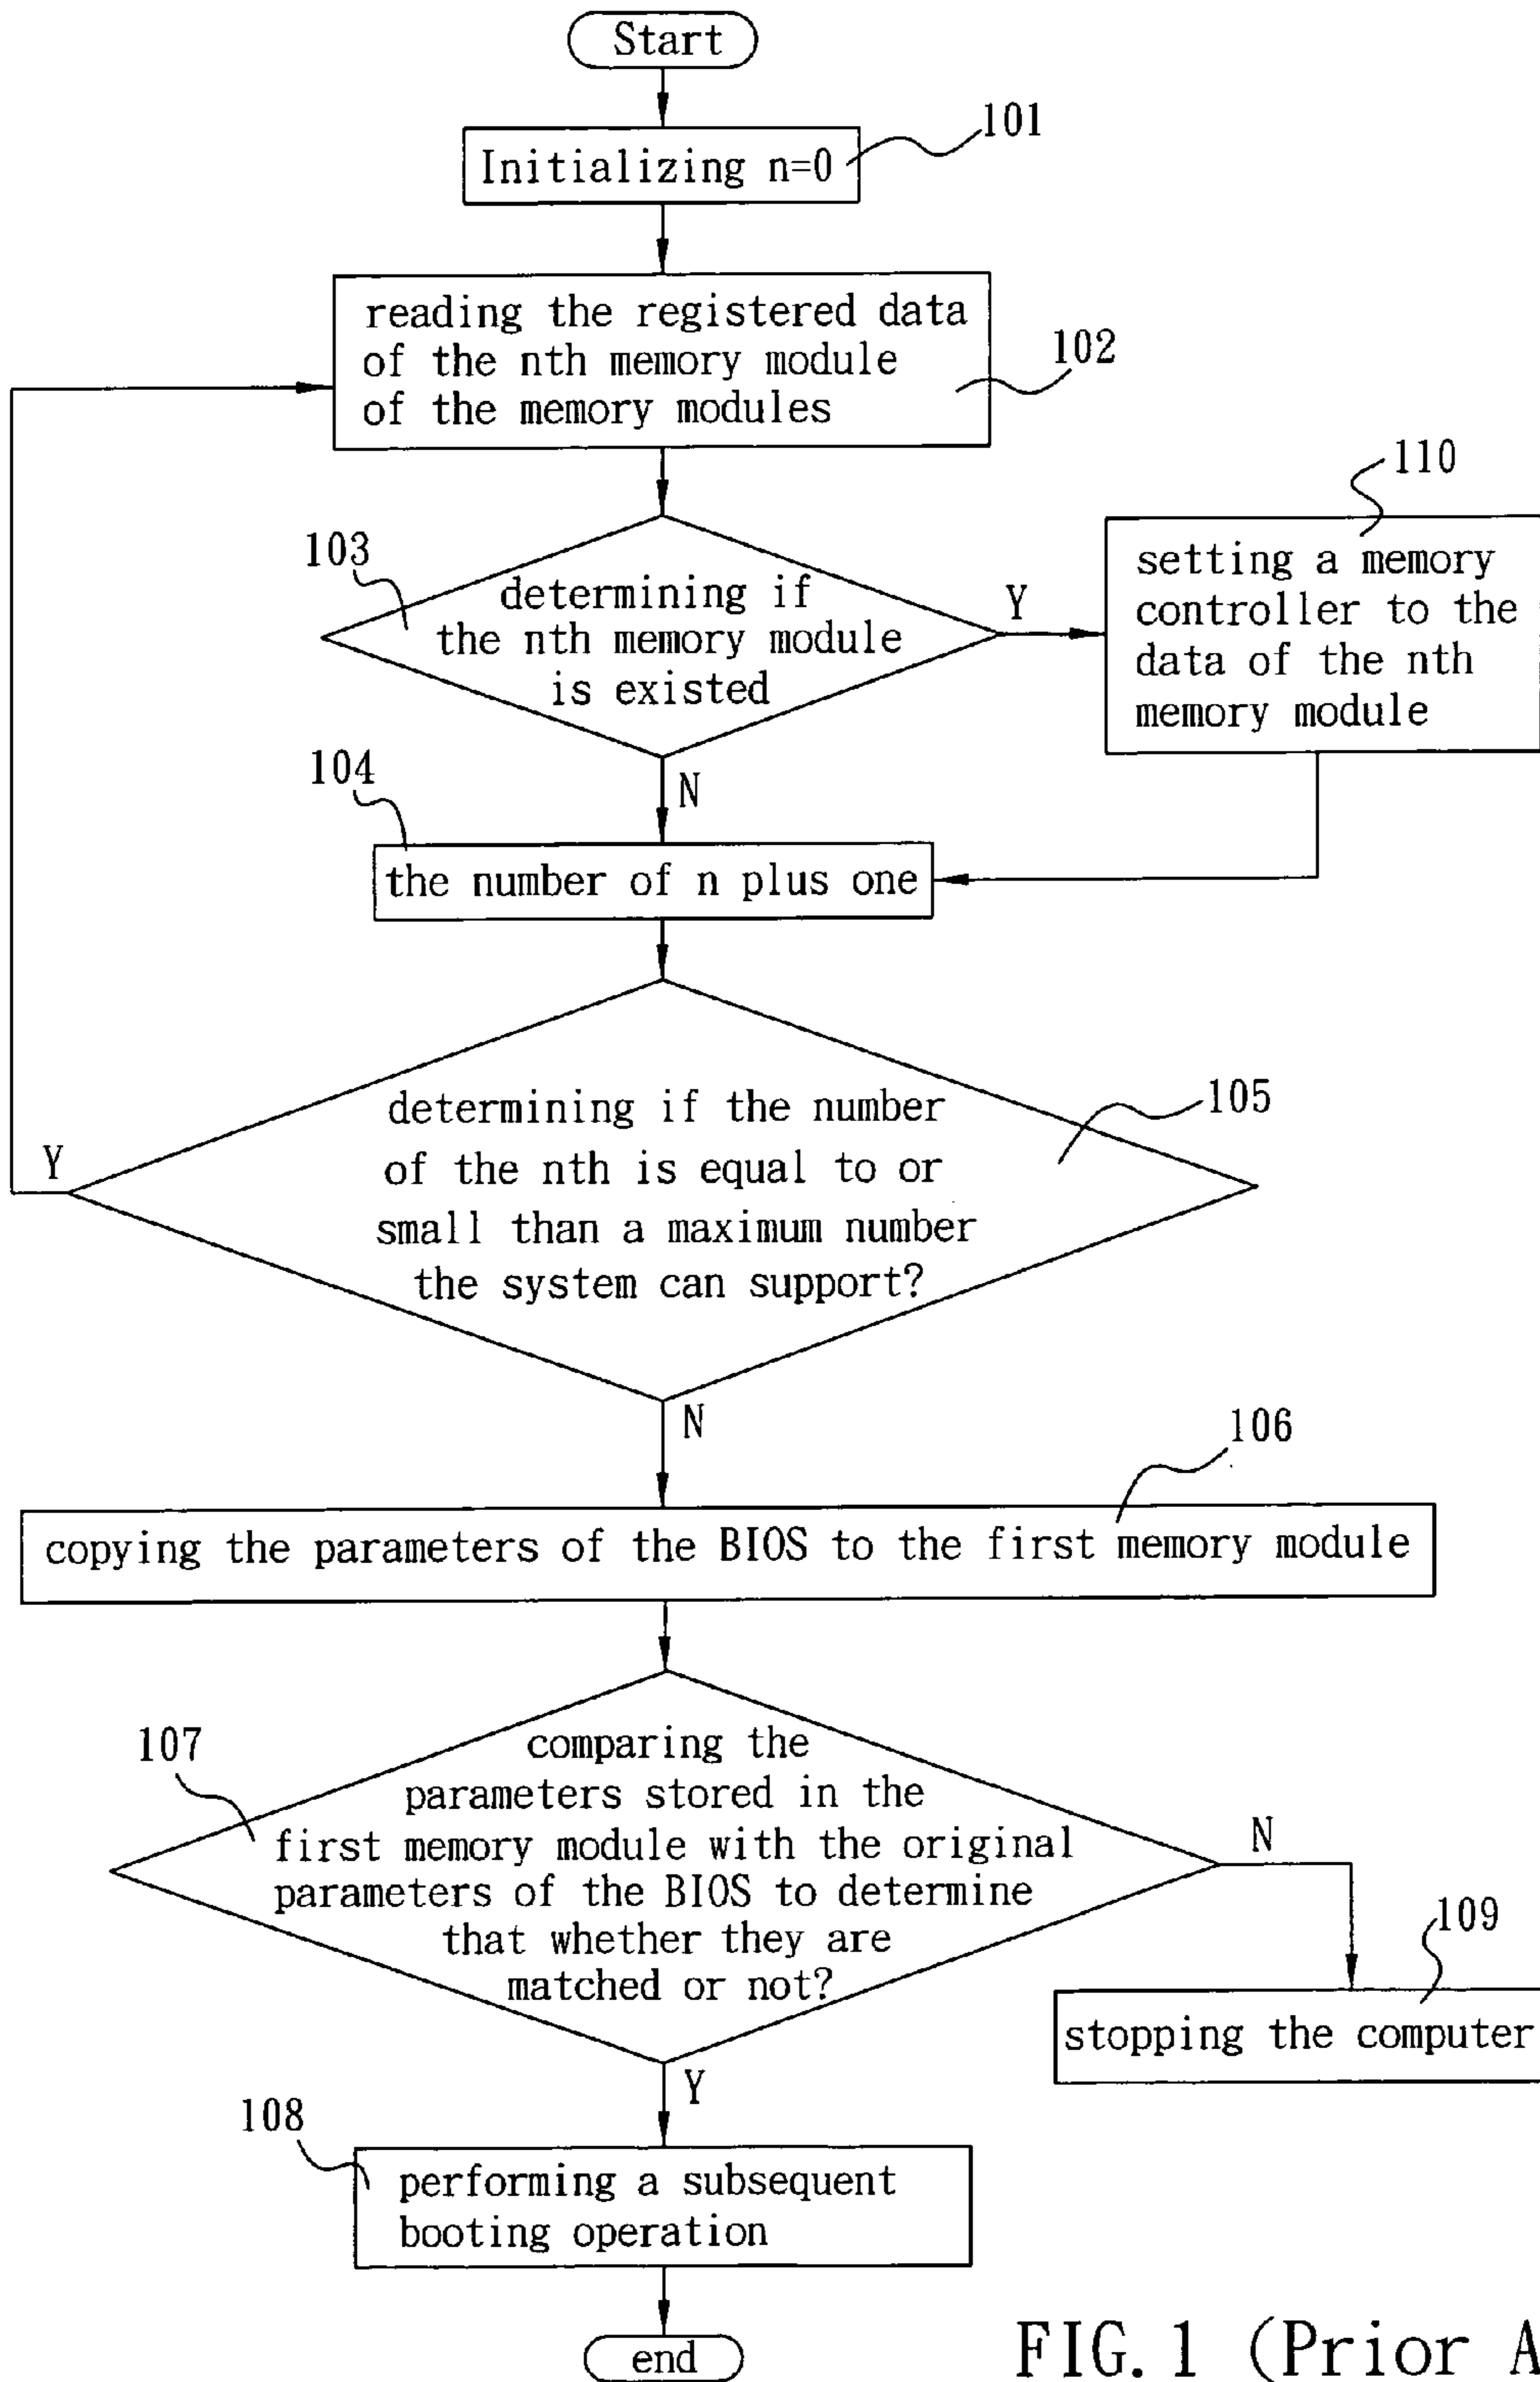 Start
101
Initializing n=0
reading the registered data
of the nth memory module
of the memory modules
102
110
103
determining if
the nth memory module
is existed
Y
setting a memory
controller to the
data of the nth
memory module
104
N
the number of n plus one
determining if the number
of the nth is equal to or
small than a maximum number
the system can support?
105
Y
N
106
copying the parameters of the BIOS to the first memory module
107
comparing the
parameters stored in the
first memory module with the original
parameters of the BIOS to determine
that whether they are
matched or not?
N
109
stopping the computer
Y
108
performing a subsequent
booting operation
end
FIG. 1 (Prior A